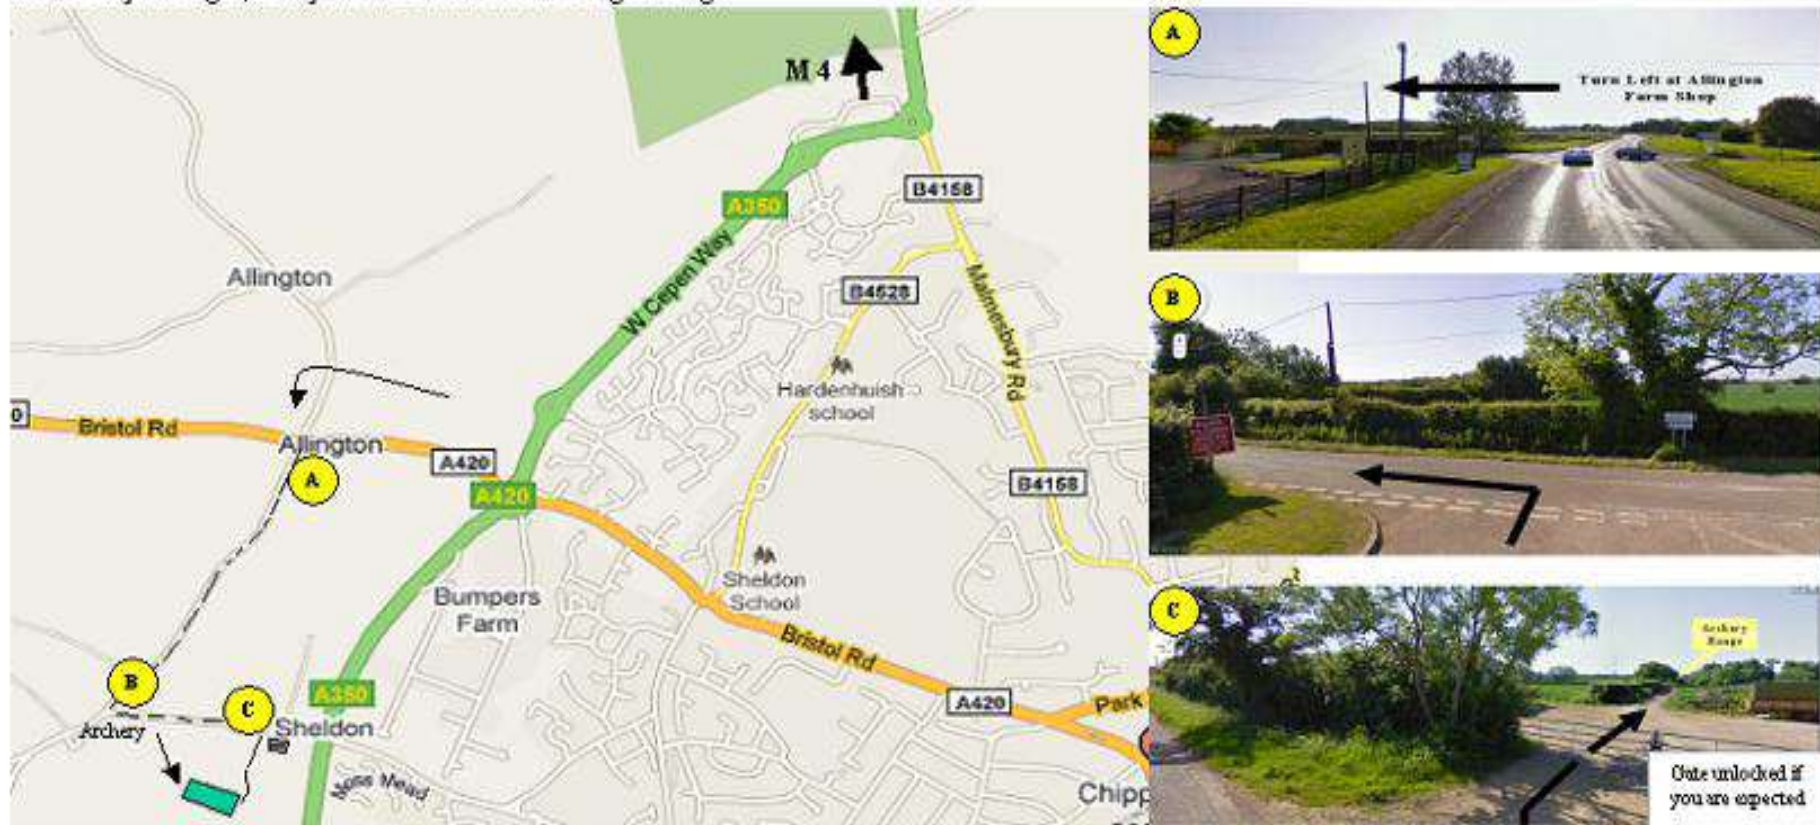 M 4
A350
B4158
W Cepen Way
Allington
B4528
Malmesbury Rd
Hardenhuish
school
Bristol Rd
Allington
A420
A
A420
B4158
Sheldon
School
Bumpers
Farm
Bristol Rd
B
C
A350
A420
Park
Archery
Sheldon
Moss Mead
Chipp
A
Turn Left at Allington
Farm Shop
B
C
Archery
Range
Gate unlocked if
you are expected